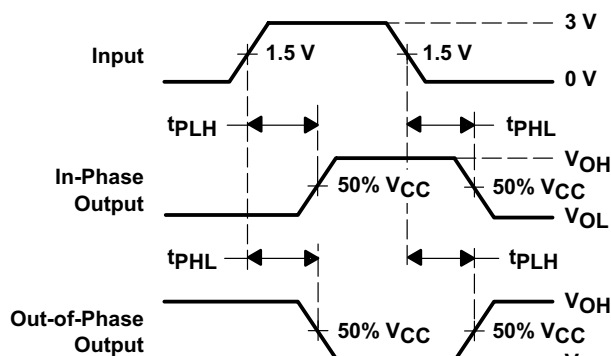 3 V
Input
1.5 V
1.5 V
0 V
tPLH
tPHL
VOH
In-Phase
Output
50% VCC
50% VCC
VOL
tPHL
tPLH
VOH
Out-of-Phase
Output
50% VCC
50% VCC